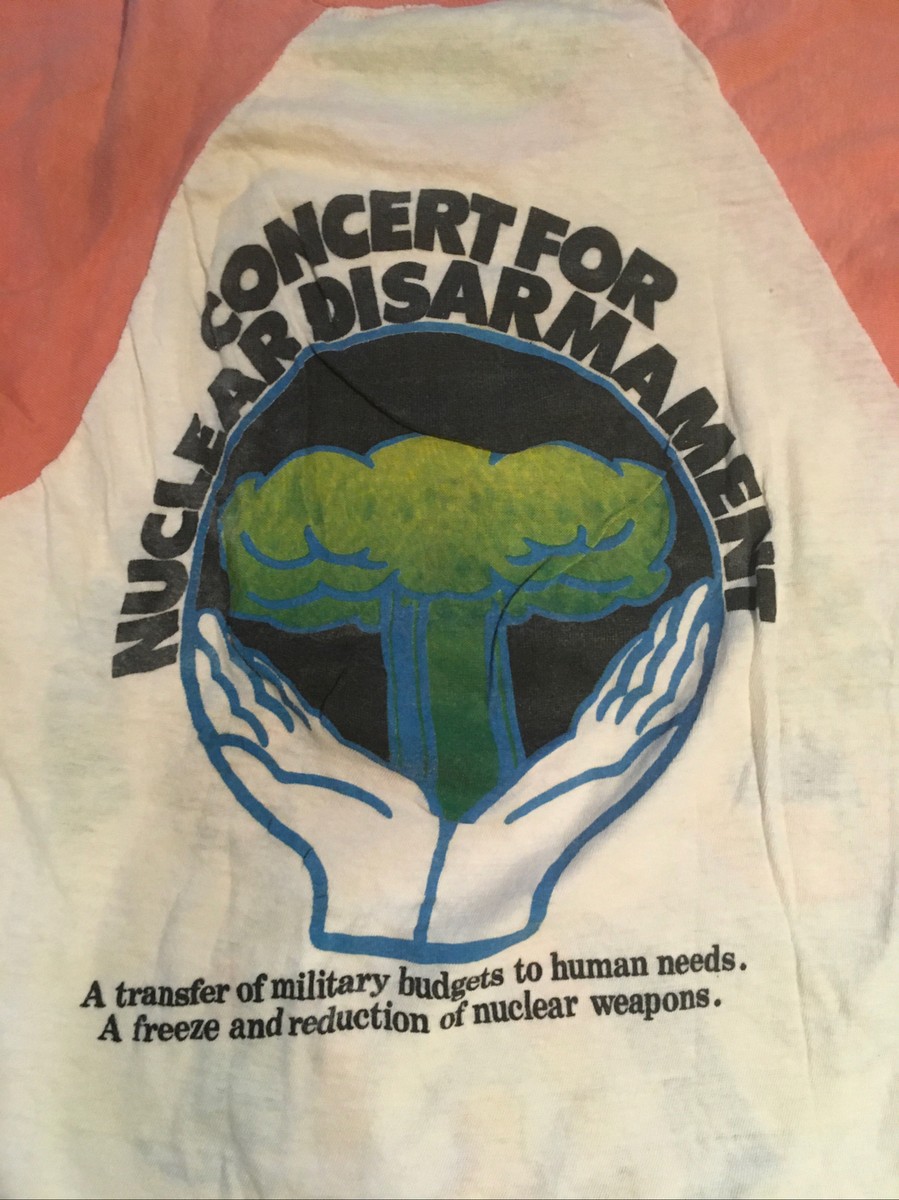 CONCERT FOR
NUCLEAR DISARMAMENT
A transfer of military budgets to human needs.
A freeze and reduction of nuclear weapons.